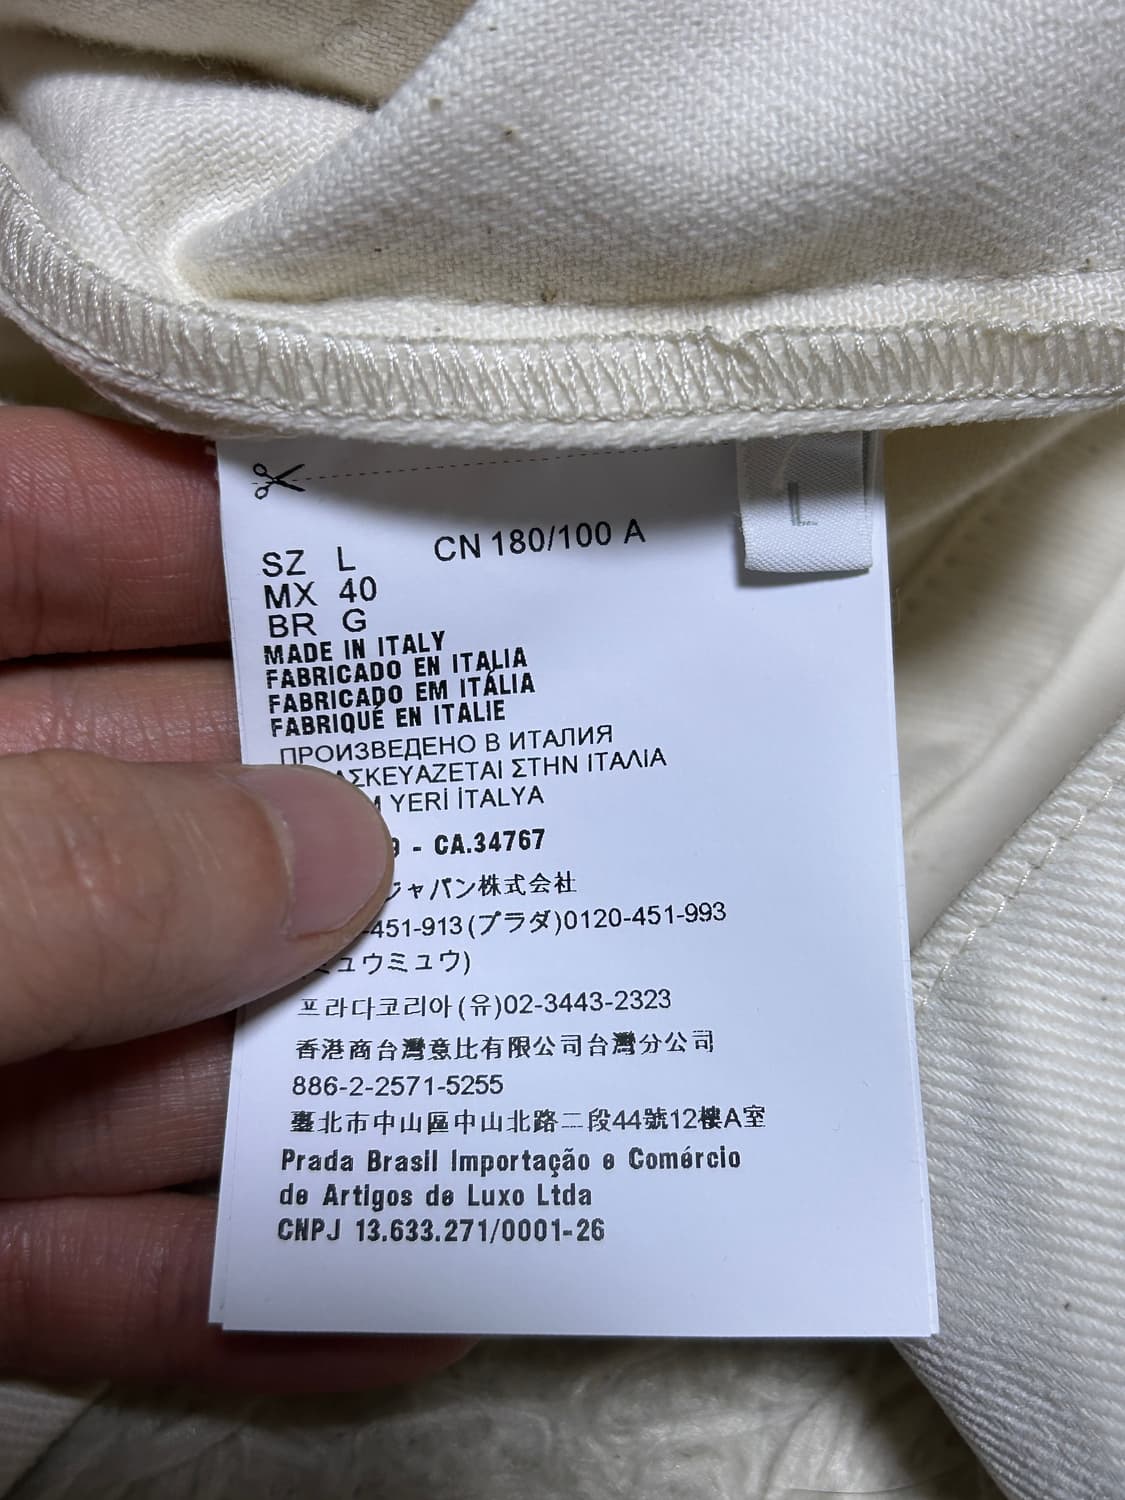 L
SZ L CN 180/100 A
MX 40
BR G
MADE IN ITALY
FABRICADO EN ITALIA
FABRICADO EM ITÁLIA
FABRIQUÉ EN ITALIE
ПРОИЗВЕДЕНО В ИТАЛИЯ
ΣΤΗΝ ΙΤΑΛΙΑ
YERİ İTALYA
- CA.34767
ジャパン株式会社
-451-913(プラダ)0120-451-993
ミュウミュウ)
프라다코리아(유)02-3443-2323
香港商台灣意比有限公司台灣分公司
886-2-2571-5255
臺北市中山區中山北路二段44號12樓A室
Prada Brasil Importação e Comércio
de Artigos de Luxo Ltda
CNPJ 13.633.271/0001-26